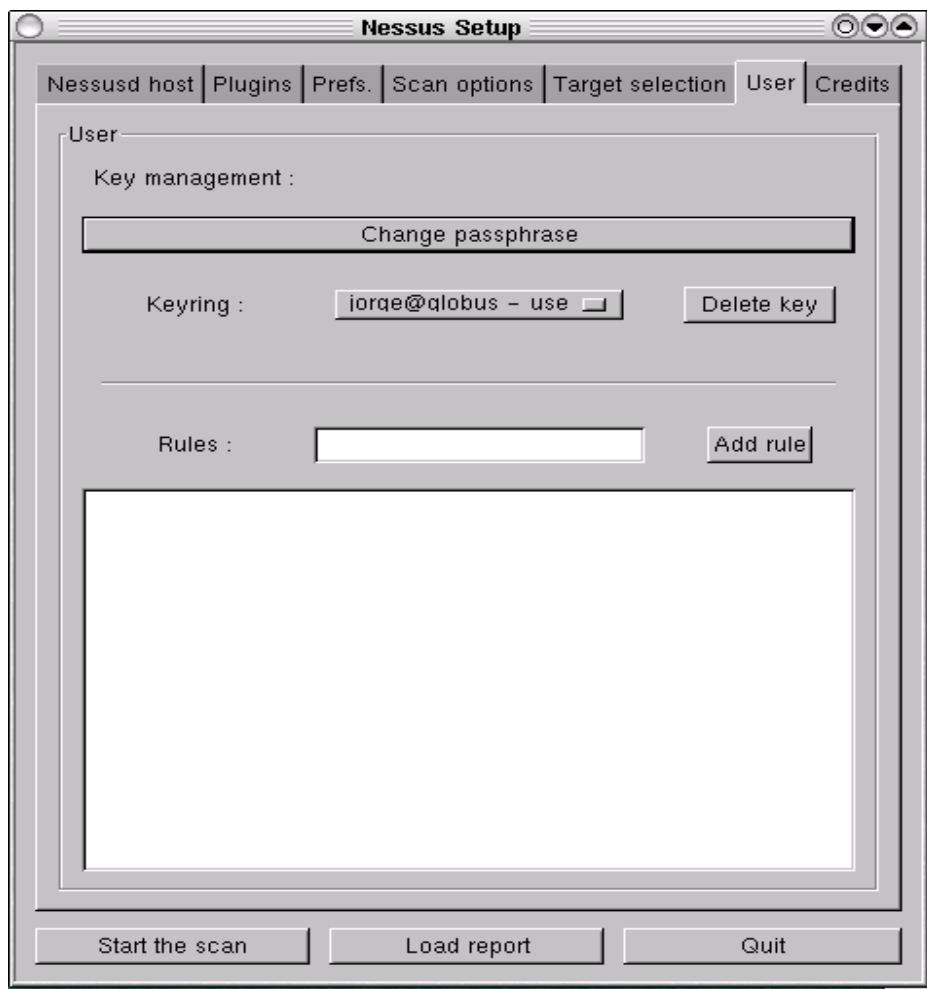 Nessus Setup
Nessusd host Plugins Prefs. Scan options Target selection User Credits
User
Key management :
Change passphrase
Keyring : jorge@globus – use Delete key
Rules : Add rule
Start the scan Load report Quit